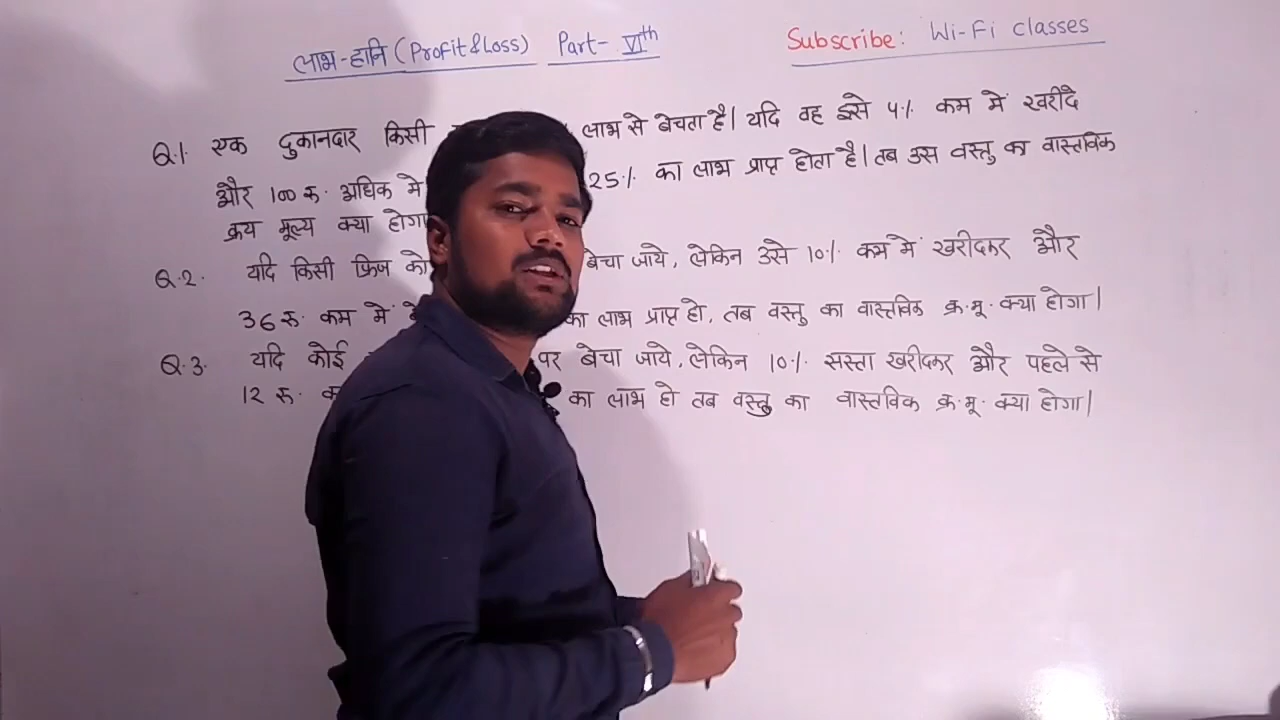 लाभ-हानि (Profit & Loss) Part- VIth
Subscribe: Wi-Fi classes
Q.1. एक दुकानदार किसी लाभ से बेचता है। यदि वह इसे 4% कम में खरीदे
और 100 रु. अधिक मे 25% का लाभ प्राप्त होता है। तब उस वस्तु का वास्तविक
क्रय मूल्य क्या होगा
Q.2. यदि किसी फ्रिज को बेचा जाये, लेकिन उसे 10% कम में खरीदकर और
36 रु. कम में का लाभ प्राप्त हो, तब वस्तु का वास्तविक क्र.मू. क्या होगा।
Q.3. यदि कोई पर बेचा जाये, लेकिन 10% सस्ता खरीदकर और पहले से
12 रु. का लाभ हो तब वस्तु का वास्तविक क्र.मू. क्या होगा।